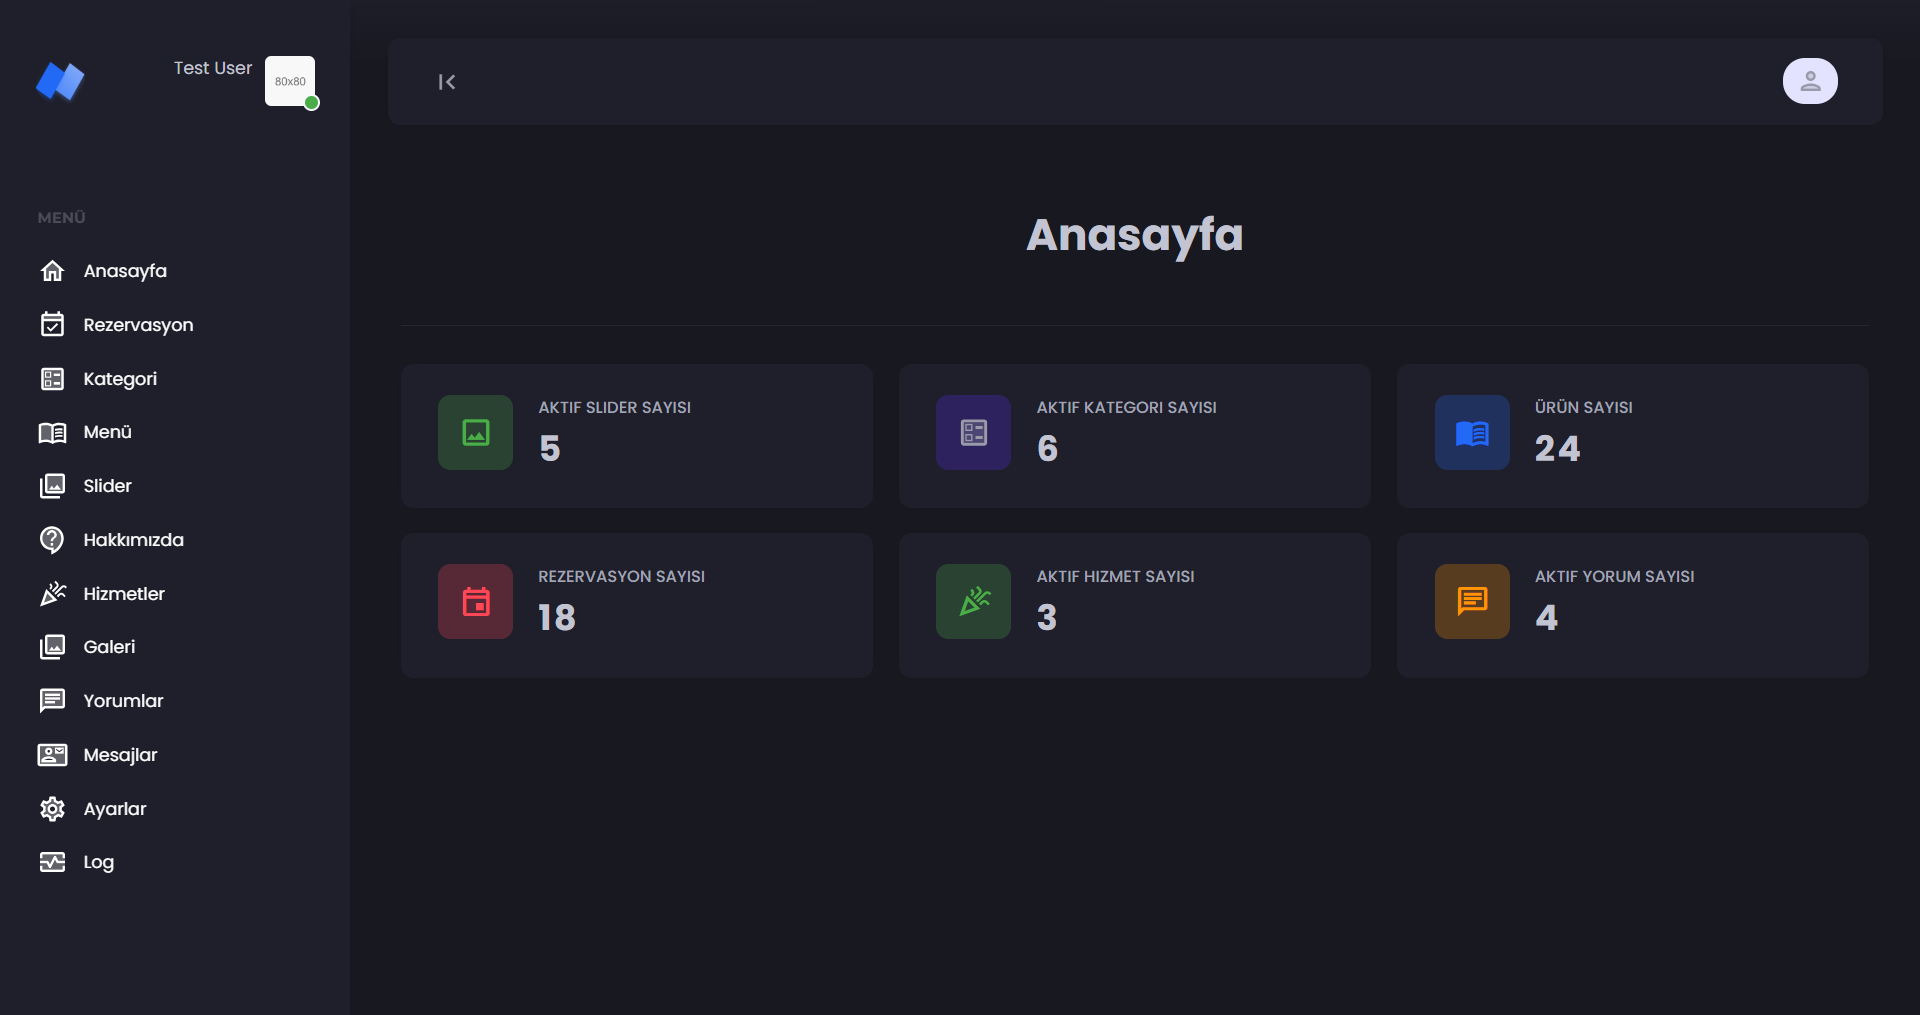 Test User
80x80
MENÜ
Anasayfa
Rezervasyon
Kategori
Menü
Slider
Hakkımızda
Hizmetler
Galeri
Yorumlar
Mesajlar
Ayarlar
Log
Anasayfa
AKTIF SLIDER SAYISI
5
AKTIF KATEGORI SAYISI
6
ÜRÜN SAYISI
24
REZERVASYON SAYISI
18
AKTIF HIZMET SAYISI
3
AKTIF YORUM SAYISI
4